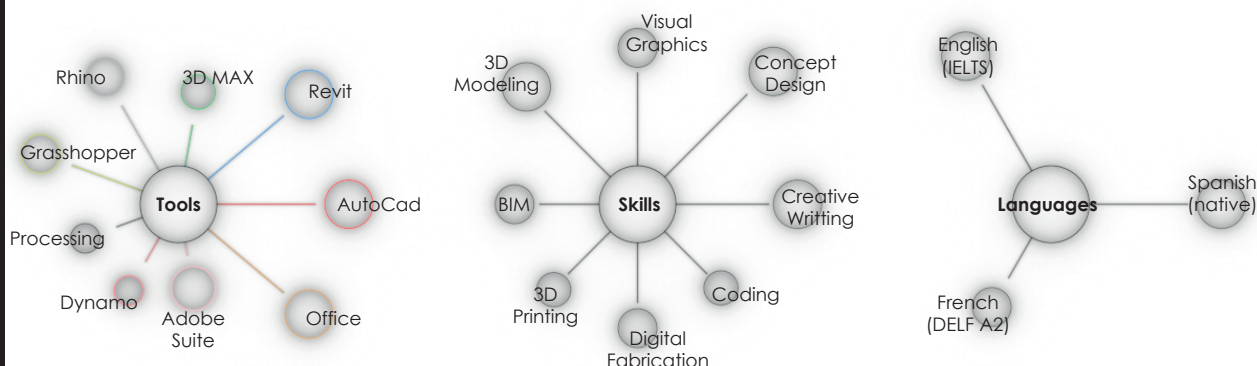 Rhino
3D MAX
Revit
Grasshopper
Tools
AutoCad
Processing
Dynamo
Adobe
Suite
Office
Visual
Graphics
3D
Modeling
Concept
Design
BIM
Skills
Creative
Writting
3D
Printing
Coding
Digital
Fabrication
English
(IELTS)
Languages
Spanish
(native)
French
(DELF A2)